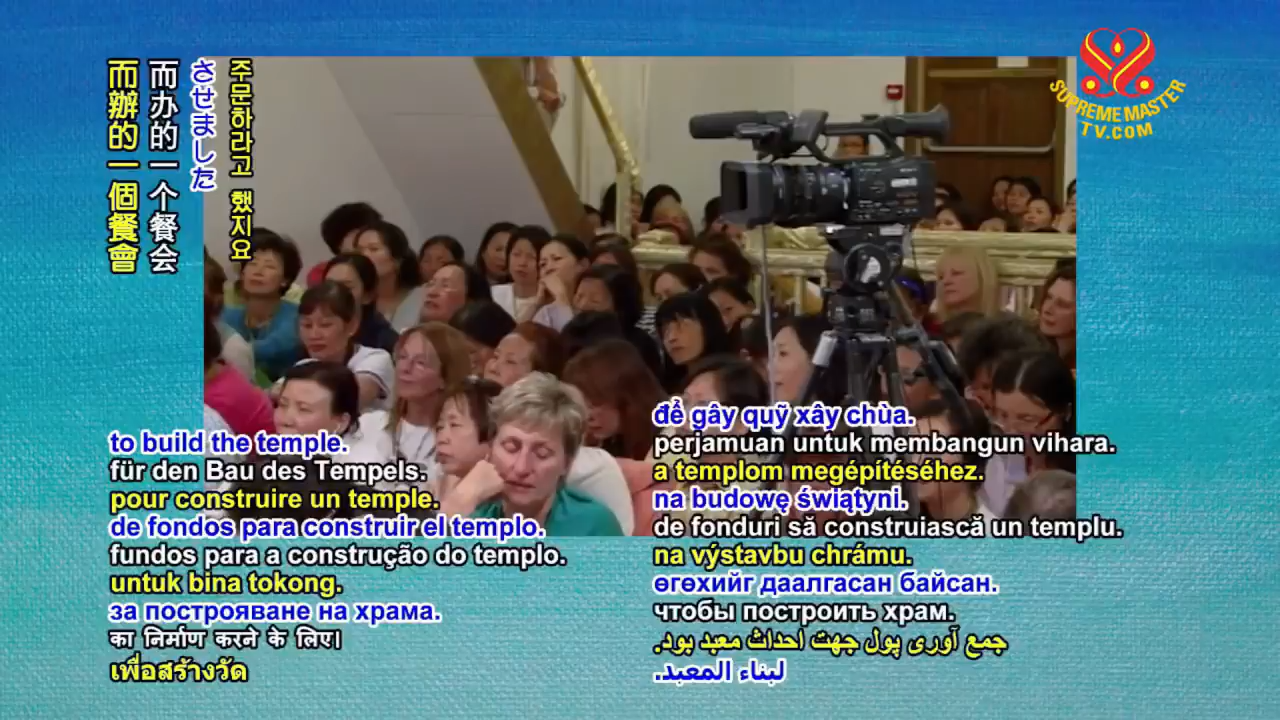 而辦的一個餐會
而办的一个餐会
させました
주문하라고 했지요
SUPREME MASTER
TV.COM
to build the temple.
für den Bau des Tempels.
pour construire un temple.
de fondos para construir el templo.
fundos para a construção do templo.
untuk bina tokong.
за построяване на храма.
का निर्माण करने के लिए।
เพื่อสร้างวัด
để gây quỹ xây chùa.
perjamuan untuk membangun vihara.
a templom megépítéséhez.
na budowę świątyni.
de fonduri să construiască un templu.
na výstavbu chrámu.
өгөхийг даалгасан байсан.
чтобы построить храм.
جمع آوری پول جهت احداث معبد بود.
لبناء المعبد.